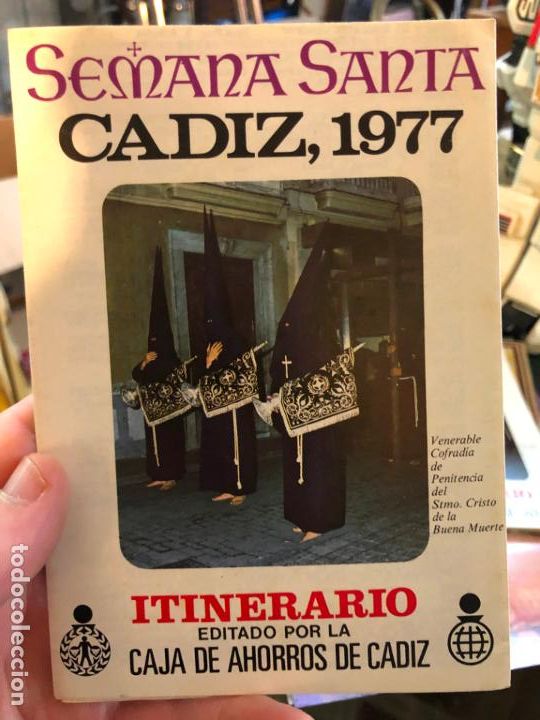 SEMANA SANTA
CADIZ, 1977
Venerable
Cofradía
de
Penitencia
del
Stmo. Cristo
de la
Buena Muerte
ITINERARIO
EDITADO POR LA
CAJA DE AHORROS DE CADIZ
todocoleccion